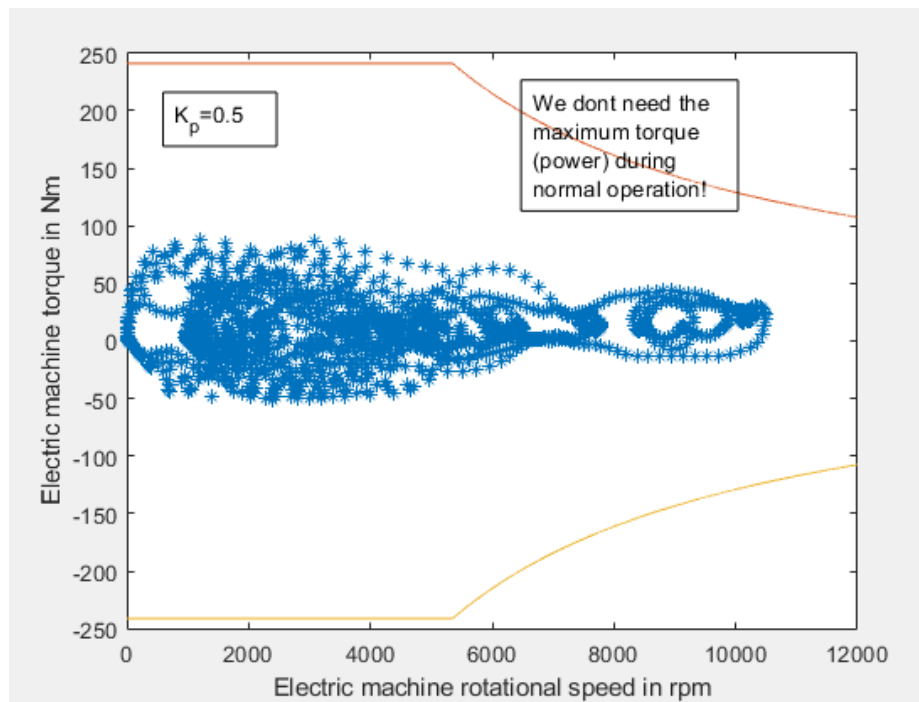 250
200
150
100
50
0
-50
-100
-150
-200
-250
Electric machine torque in Nm
K_p=0.5
We dont need the
maximum torque
(power) during
normal operation!
0 2000 4000 6000 8000 10000 12000
Electric machine rotational speed in rpm